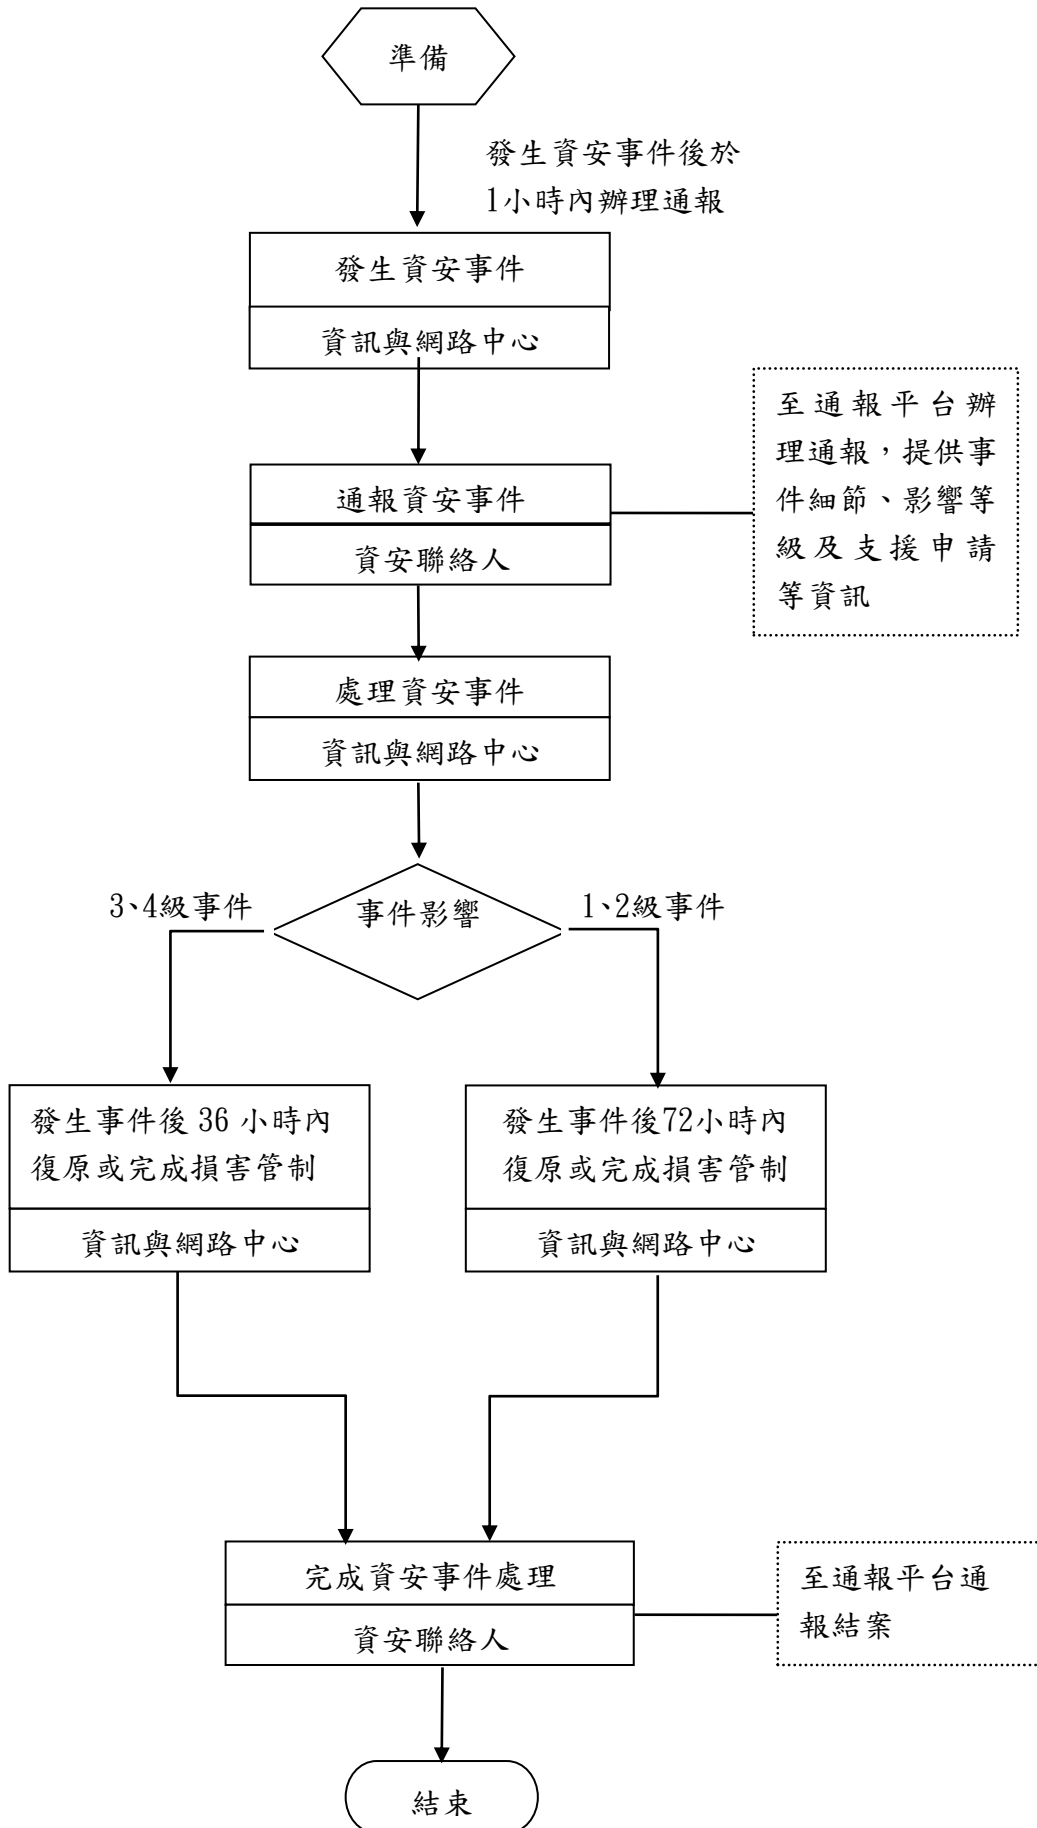 準備
發生資安事件後於
1小時內辦理通報
發生資安事件
資訊與網路中心
至通報平台辦
理通報，提供事
件細節、影響等
級及支援申請
等資訊
通報資安事件
資安聯絡人
處理資安事件
資訊與網路中心
3、4級事件
事件影響
1、2級事件
發生事件後 36 小時內
復原或完成損害管制
資訊與網路中心
發生事件後72小時內
復原或完成損害管制
資訊與網路中心
完成資安事件處理
資安聯絡人
至通報平台通
報結案
結束